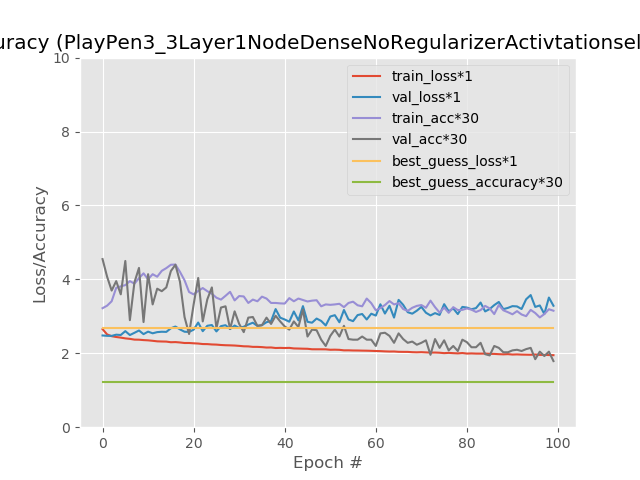 uracy (PlayPen3_3Layer1NodeDenseNoRegularizerActivtationsel
10
8
6
4
2
0
Loss/Accuracy
train_loss*1
val_loss*1
train_acc*30
val_acc*30
best_guess_loss*1
best_guess_accuracy*30
0 20 40 60 80 100
Epoch #